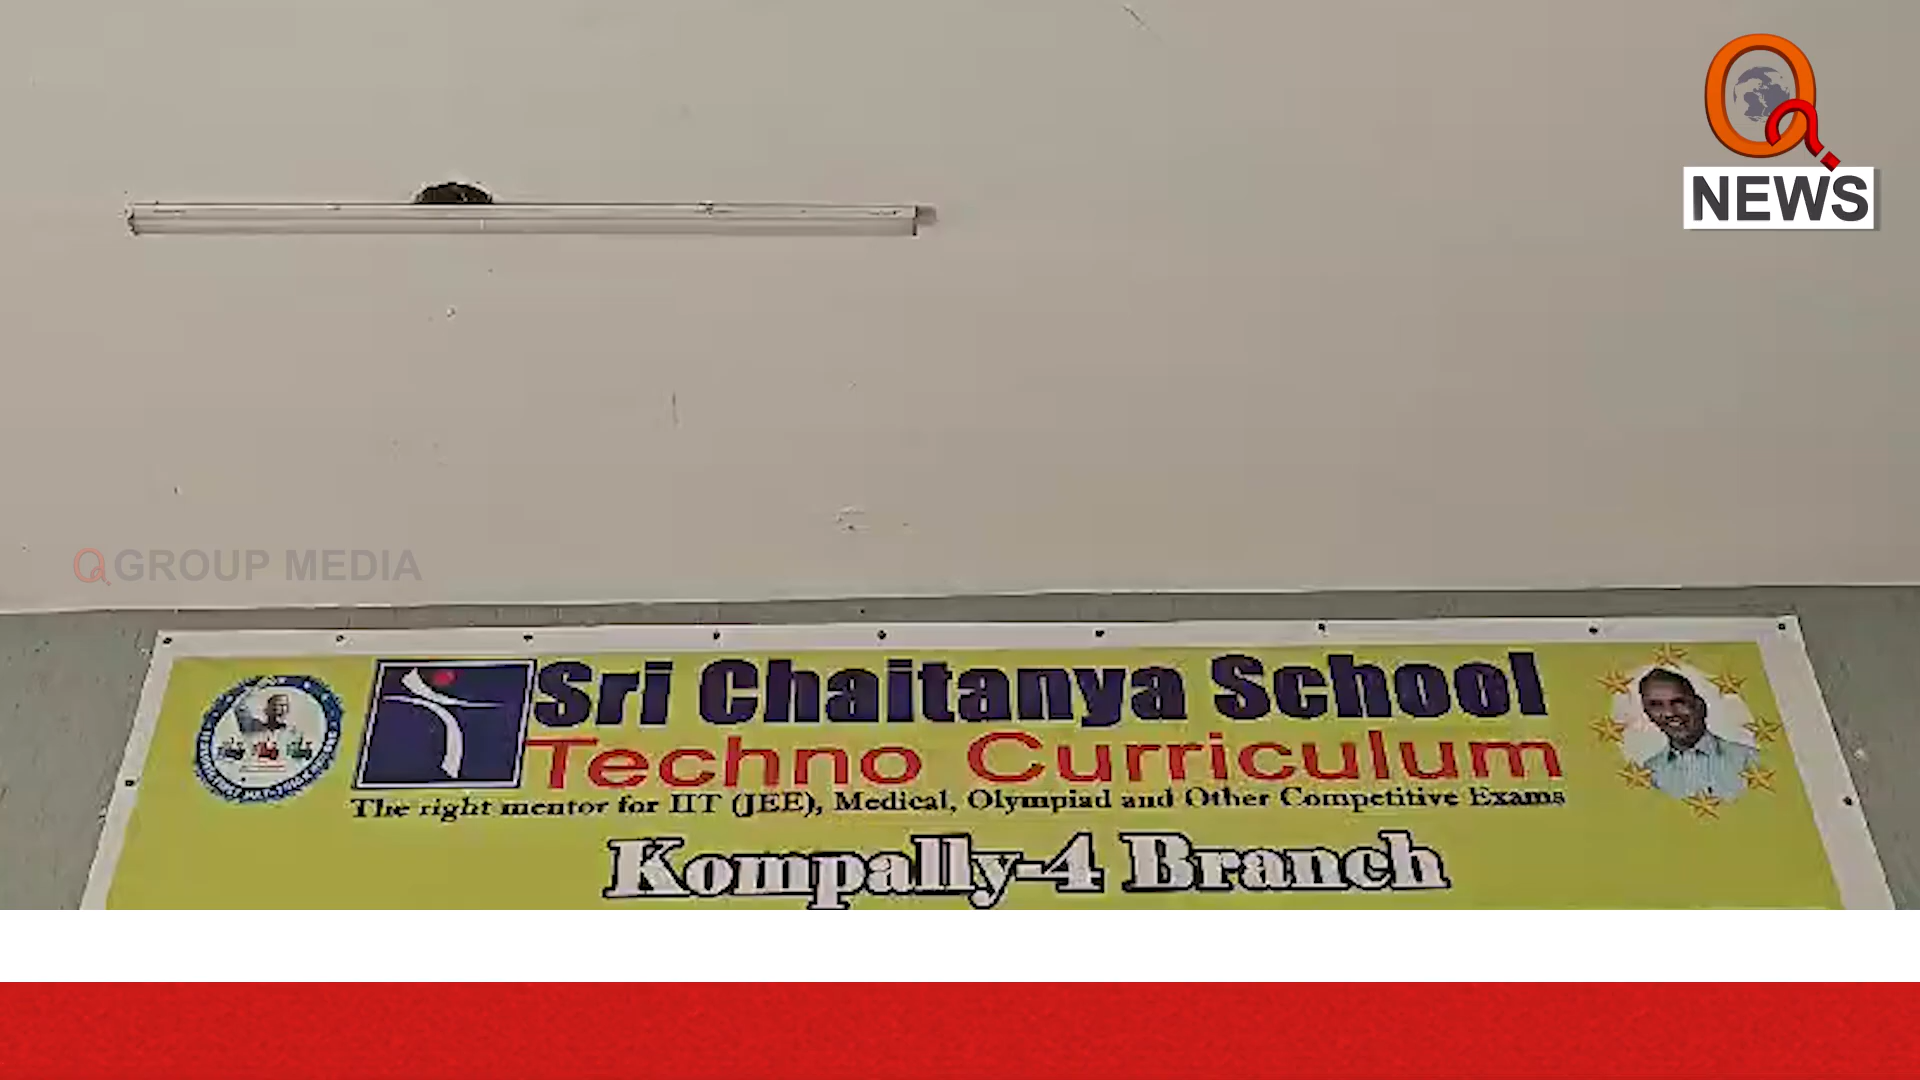 Q
NEWS
Q GROUP MEDIA
Sri Chaitanya School
Techno Curriculum
The right mentor for IIT (JEE), Medical, Olympiad and Other Competitive Exams
Kompally-4 Branch